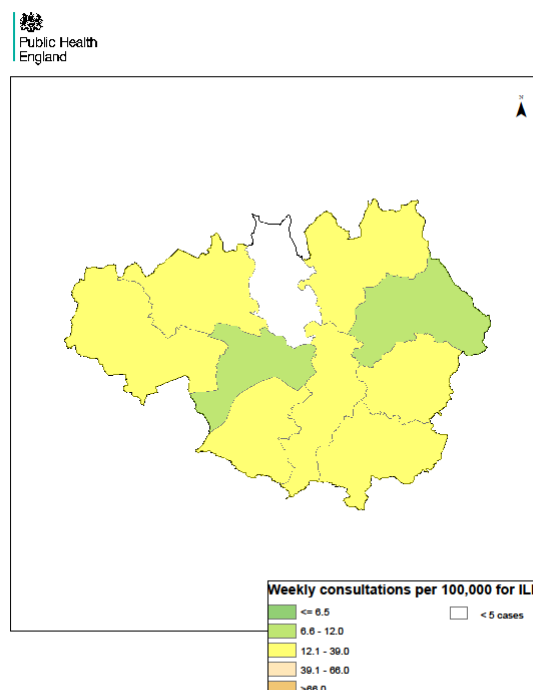 Public Health
England
N
Weekly consultations per 100,000 for ILI
<= 6.5
< 5 cases
6.6 - 12.0
12.1 - 39.0
39.1 - 66.0
>66.0